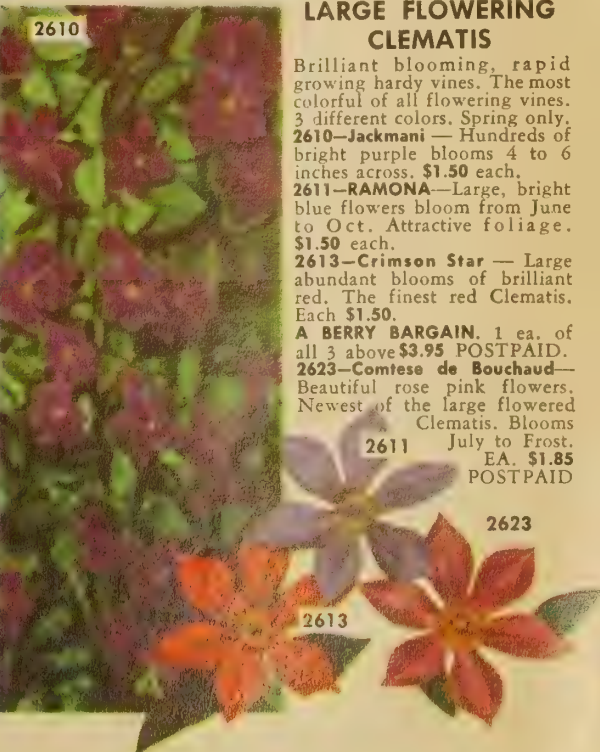 2610
LARGE FLOWERING
CLEMATIS
Brilliant blooming, rapid
growing hardy vines. The most
colorful of all flowering vines.
3 different colors. Spring only.
2610—Jackmani — Hundreds of
bright purple blooms 4 to 6
inches across. $1.50 each.
2611—RAMONA—Large, bright
blue flowers bloom from June
to Oct. Attractive foliage.
$1.50 each.
2613—Crimson Star — Large
abundant blooms of brilliant
red. The finest red Clematis.
Each $1.50.
A BERRY BARGAIN. 1 ea. of
all 3 above $3.95 POSTPAID.
2623—Comtese de Bouchaud—
Beautiful rose pink flowers.
Newest of the large flowered
Clematis. Blooms
July to Frost.
EA. $1.85
POSTPAID
2611
2623
2613